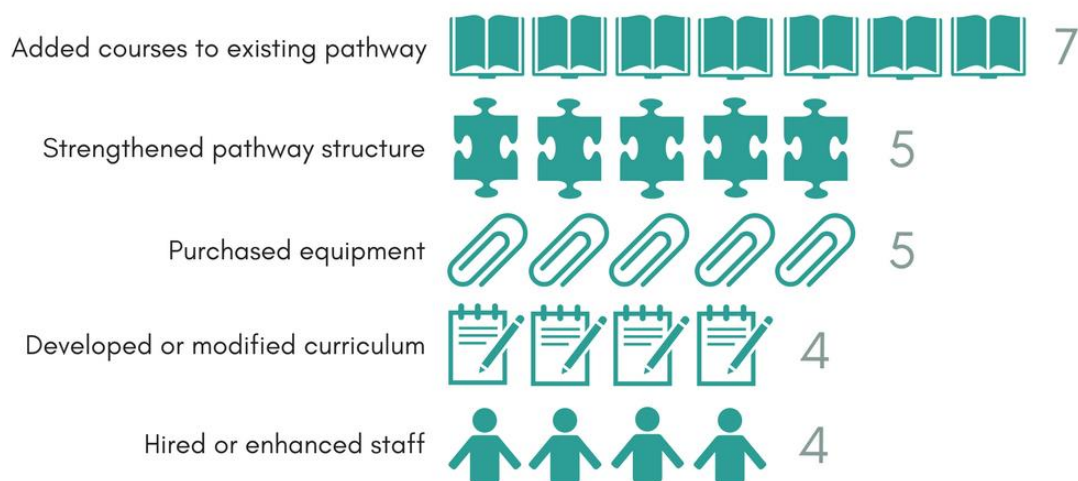 Added courses to existing pathway 7
Strengthened pathway structure 5
Purchased equipment 5
Developed or modified curriculum 4
Hired or enhanced staff 4